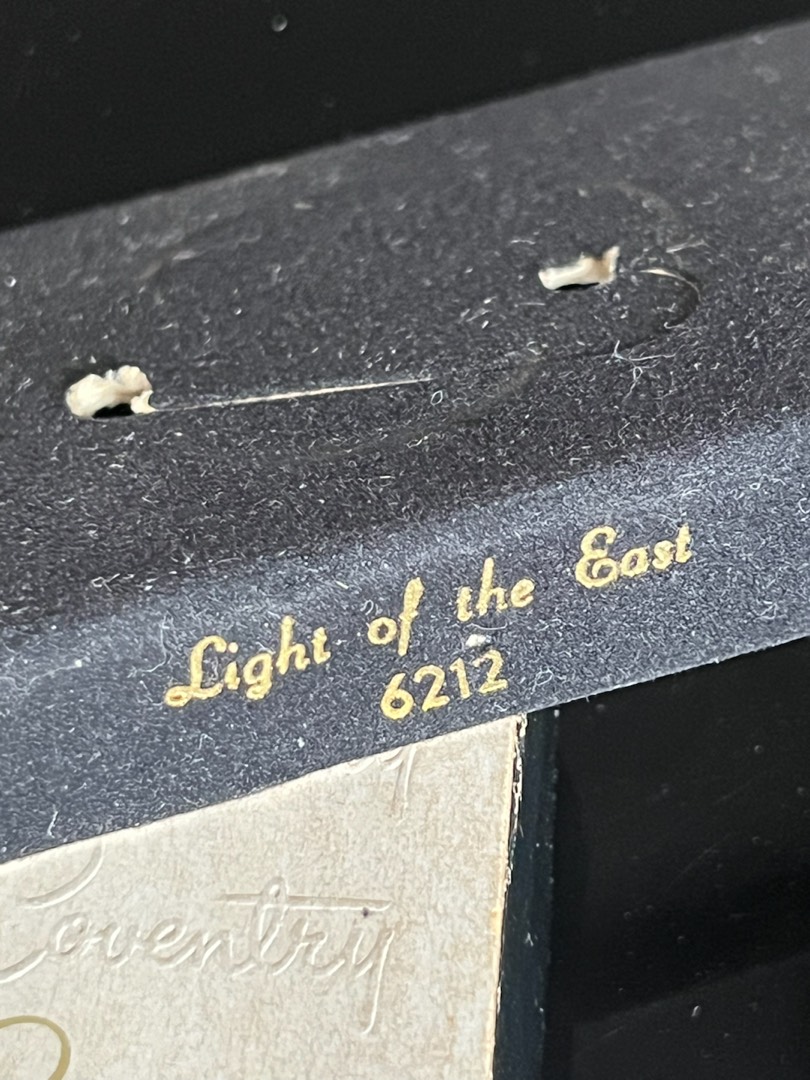 Light of the East
6212
Coventry